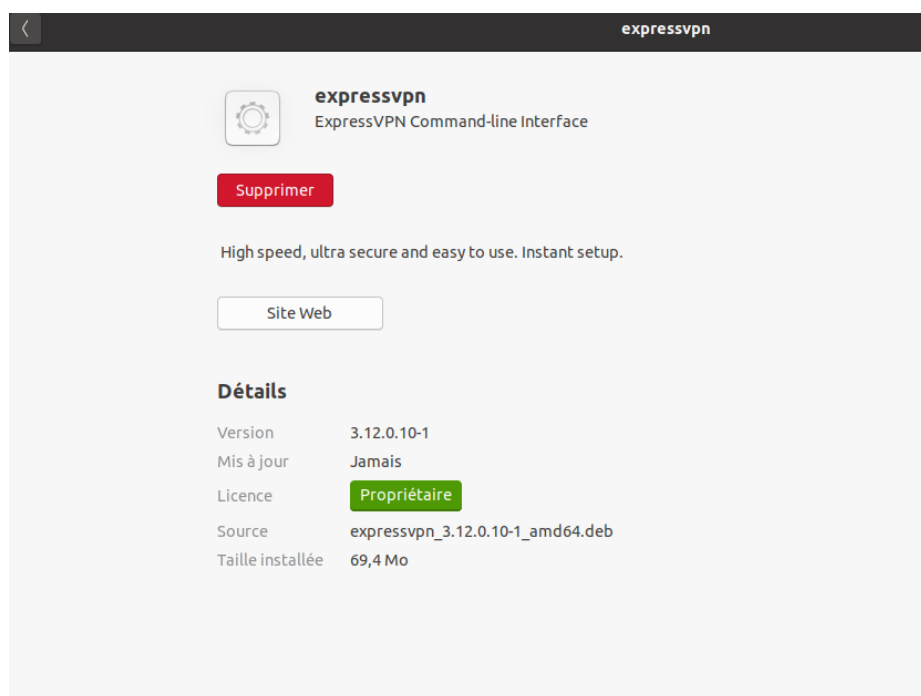 expressvpn
expressvpn
ExpressVPN Command-line Interface
Supprimer
High speed, ultra secure and easy to use. Instant setup.
Site Web
Détails
Version 3.12.0.10-1
Mis à jour Jamais
Licence Propriétaire
Source expressvpn_3.12.0.10-1_amd64.deb
Taille installée 69,4 Mo